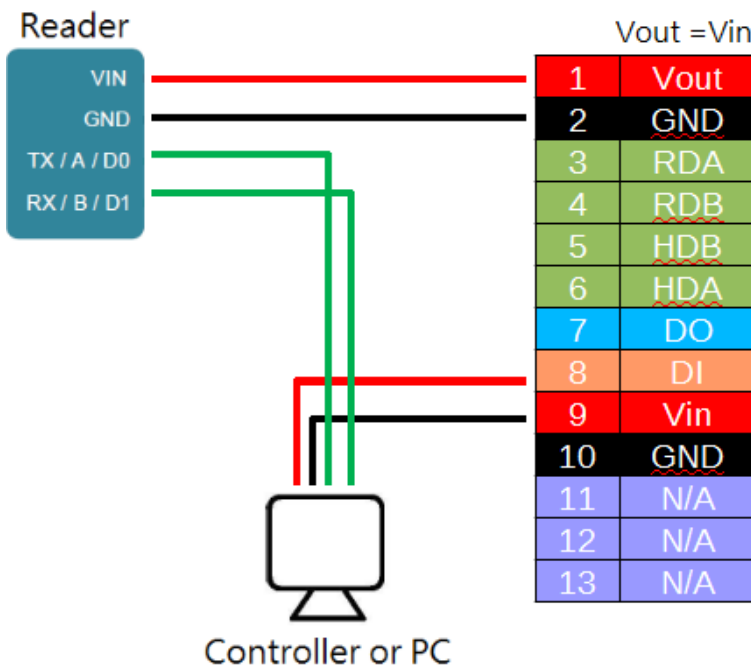 Reader
VIN
GND
TX / A / D0
RX / B / D1
Vout =Vin
1 Vout
2 GND
3 RDA
4 RDB
5 HDB
6 HDA
7 DO
8 DI
9 Vin
10 GND
11 N/A
12 N/A
13 N/A
Controller or PC